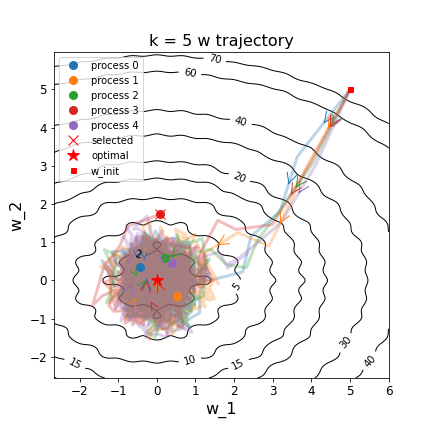 k = 5 w trajectory
process 0
process 1
process 2
process 3
process 4
selected
optimal
w_init
70
60
40
20
2
5
10
15
15
30
40
w_2
6
5
4
3
2
1
0
−1
−2
−2 −1 0 1 2 3 4 5 6
w_1